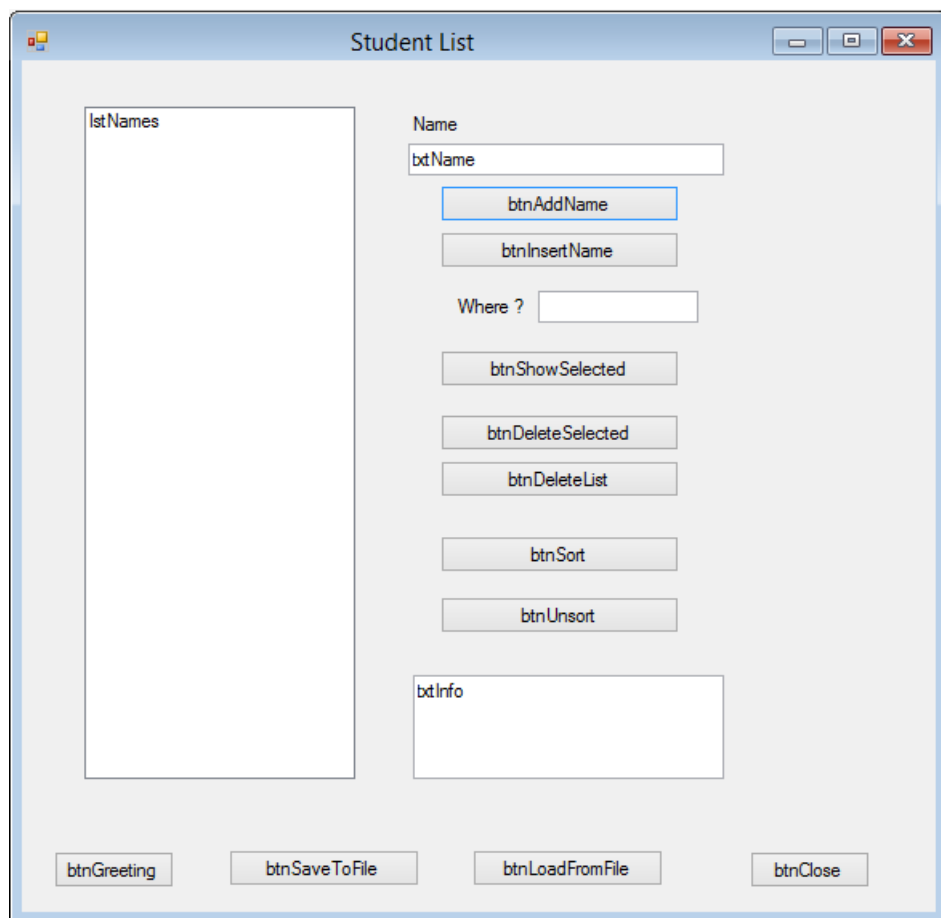 Student List
lstNames
Name
txtName
btnAddName
btnInsertName
Where ?
btnShowSelected
btnDeleteSelected
btnDeleteList
btnSort
btnUnsort
txtInfo
btnGreeting
btnSaveToFile
btnLoadFromFile
btnClose